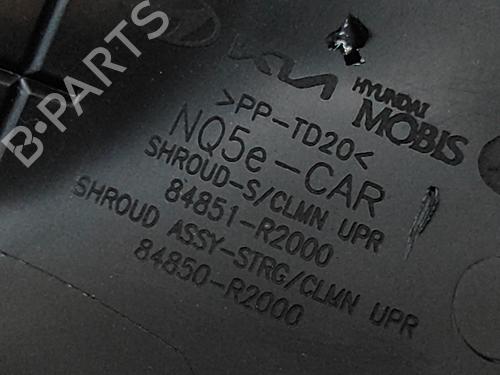 B-PARTS
KIA
HYUNDAI
MOBIS
>PP-TD20<
NQ5e-CAR
SHROUD-S/CLMN UPR
84851-R2000
SHROUD ASSY-STRG/CLMN UPR
84850-R2000